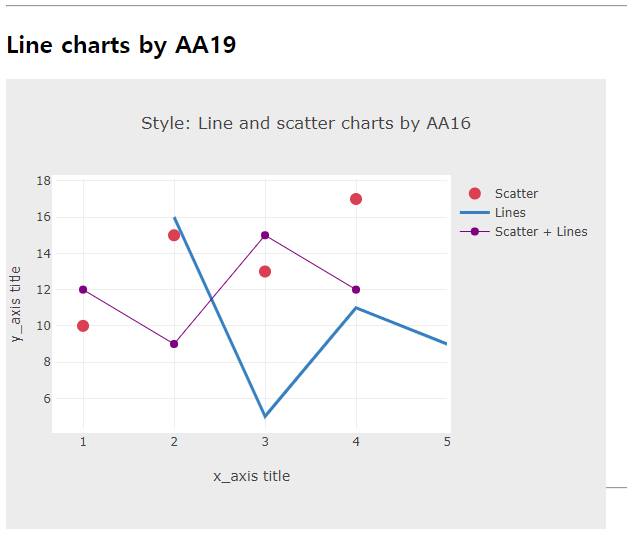 Line charts by AA19
Style: Line and scatter charts by AA16
18
16
14
12
10
8
6
y_axis title
1 2 3 4 5
x_axis title
Scatter
Lines
Scatter + Lines